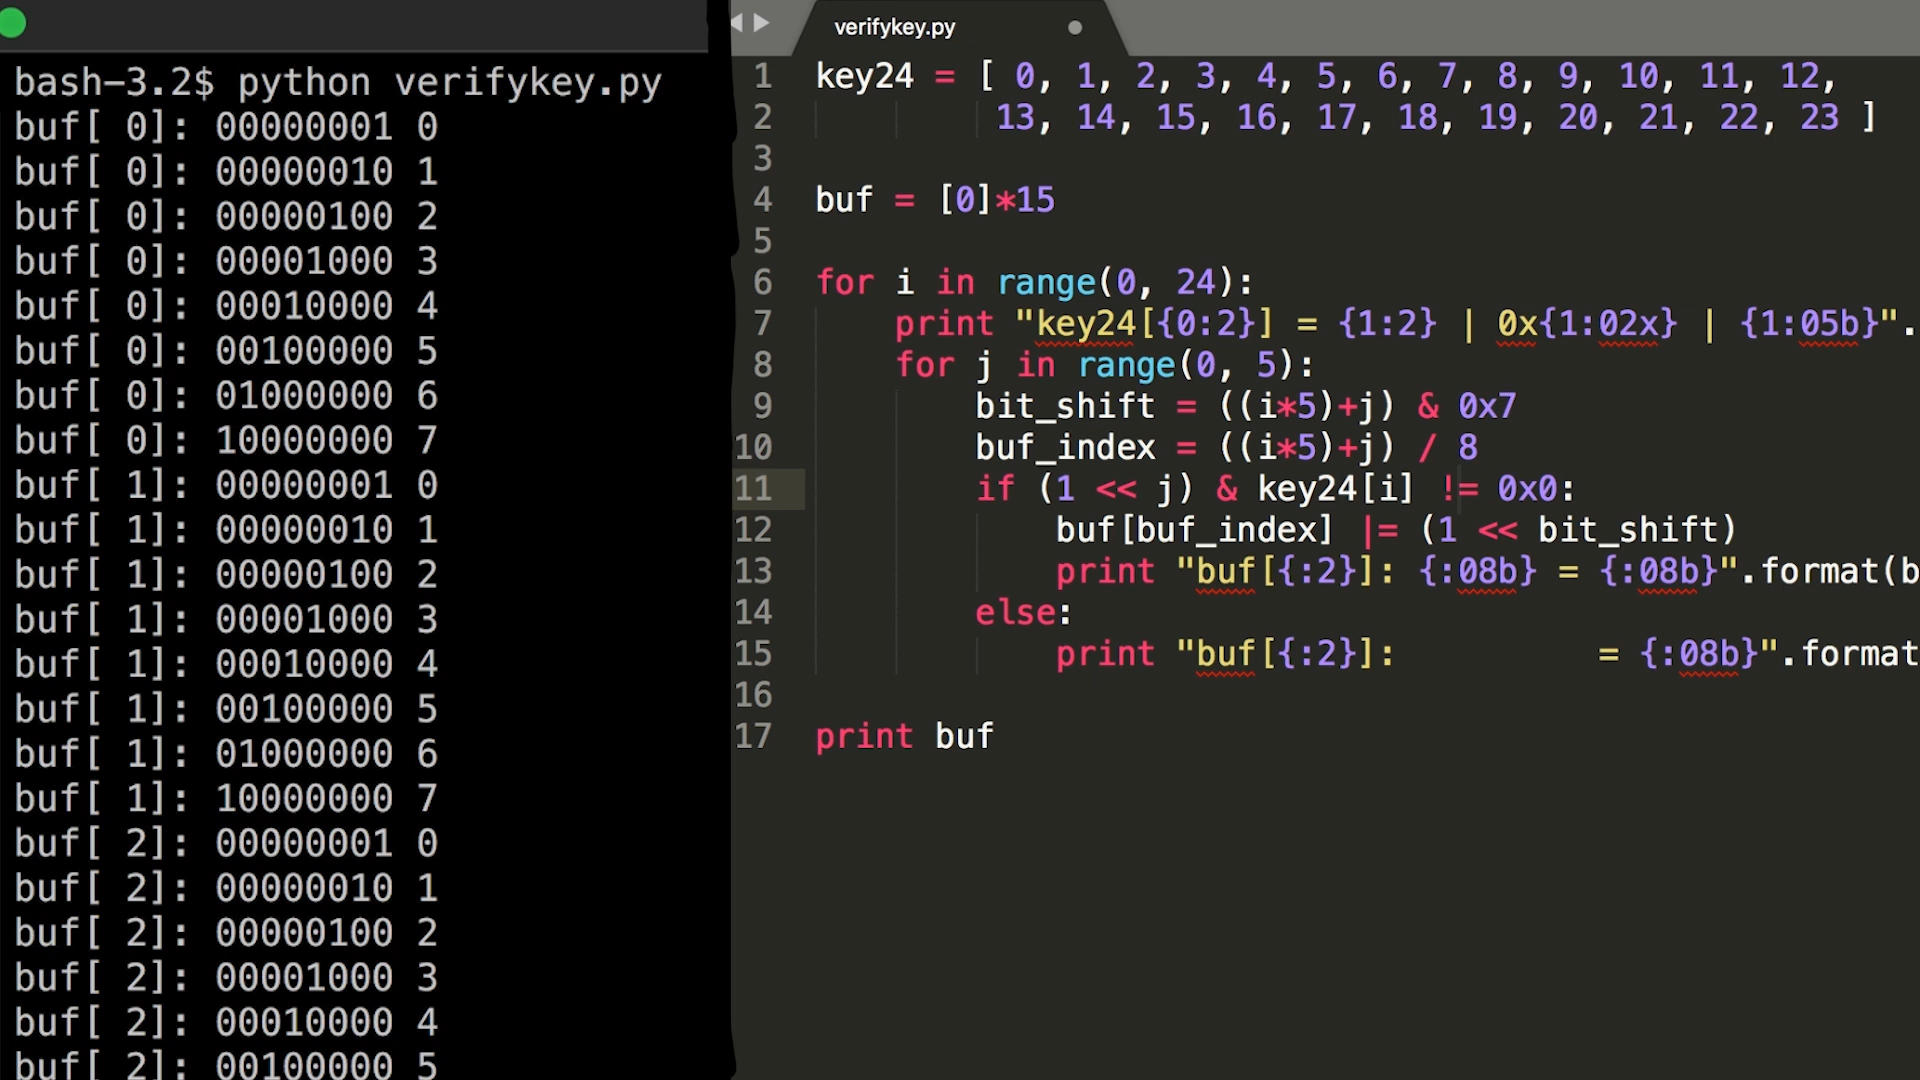 bash-3.2$ python verifykey.py
buf[ 0]: 00000001 0
buf[ 0]: 00000010 1
buf[ 0]: 00000100 2
buf[ 0]: 00001000 3
buf[ 0]: 00010000 4
buf[ 0]: 00100000 5
buf[ 0]: 01000000 6
buf[ 0]: 10000000 7
buf[ 1]: 00000001 0
buf[ 1]: 00000010 1
buf[ 1]: 00000100 2
buf[ 1]: 00001000 3
buf[ 1]: 00010000 4
buf[ 1]: 00100000 5
buf[ 1]: 01000000 6
buf[ 1]: 10000000 7
buf[ 2]: 00000001 0
buf[ 2]: 00000010 1
buf[ 2]: 00000100 2
buf[ 2]: 00001000 3
buf[ 2]: 00010000 4
buf[ 2]: 00100000 5
verifykey.py
1 key24 = [ 0, 1, 2, 3, 4, 5, 6, 7, 8, 9, 10, 11, 12,
2 13, 14, 15, 16, 17, 18, 19, 20, 21, 22, 23 ]
3
4 buf = [0]*15
5
6 for i in range(0, 24):
7 print "key24[{0:2}] = {1:2} | 0x{1:02x} | {1:05b}".
8 for j in range(0, 5):
9 bit_shift = ((i*5)+j) & 0x7
10 buf_index = ((i*5)+j) / 8
11 if (1 << j) & key24[i] != 0x0:
12 buf[buf_index] |= (1 << bit_shift)
13 print "buf[{:2}]: {:08b} = {:08b}".format(b
14 else:
15 print "buf[{:2}]:          = {:08b}".format
16
17 print buf